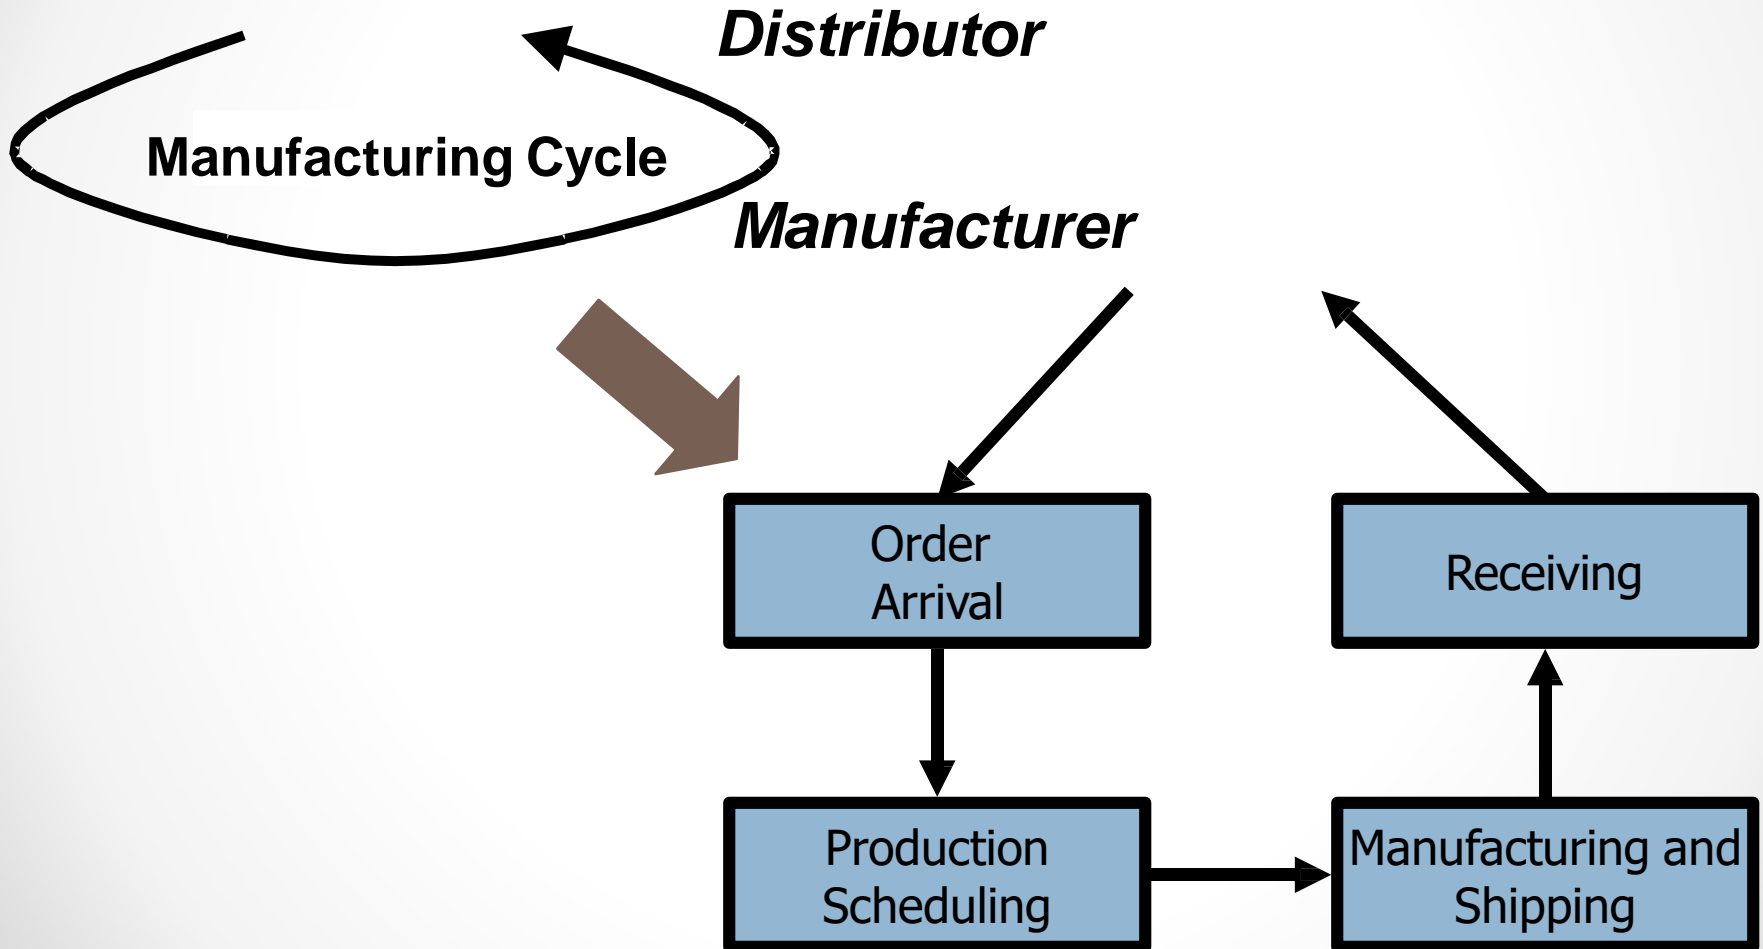 Distributor
Manufacturing Cycle
Manufacturer
Order
Arrival
Receiving
Production
Scheduling
Manufacturing and
Shipping